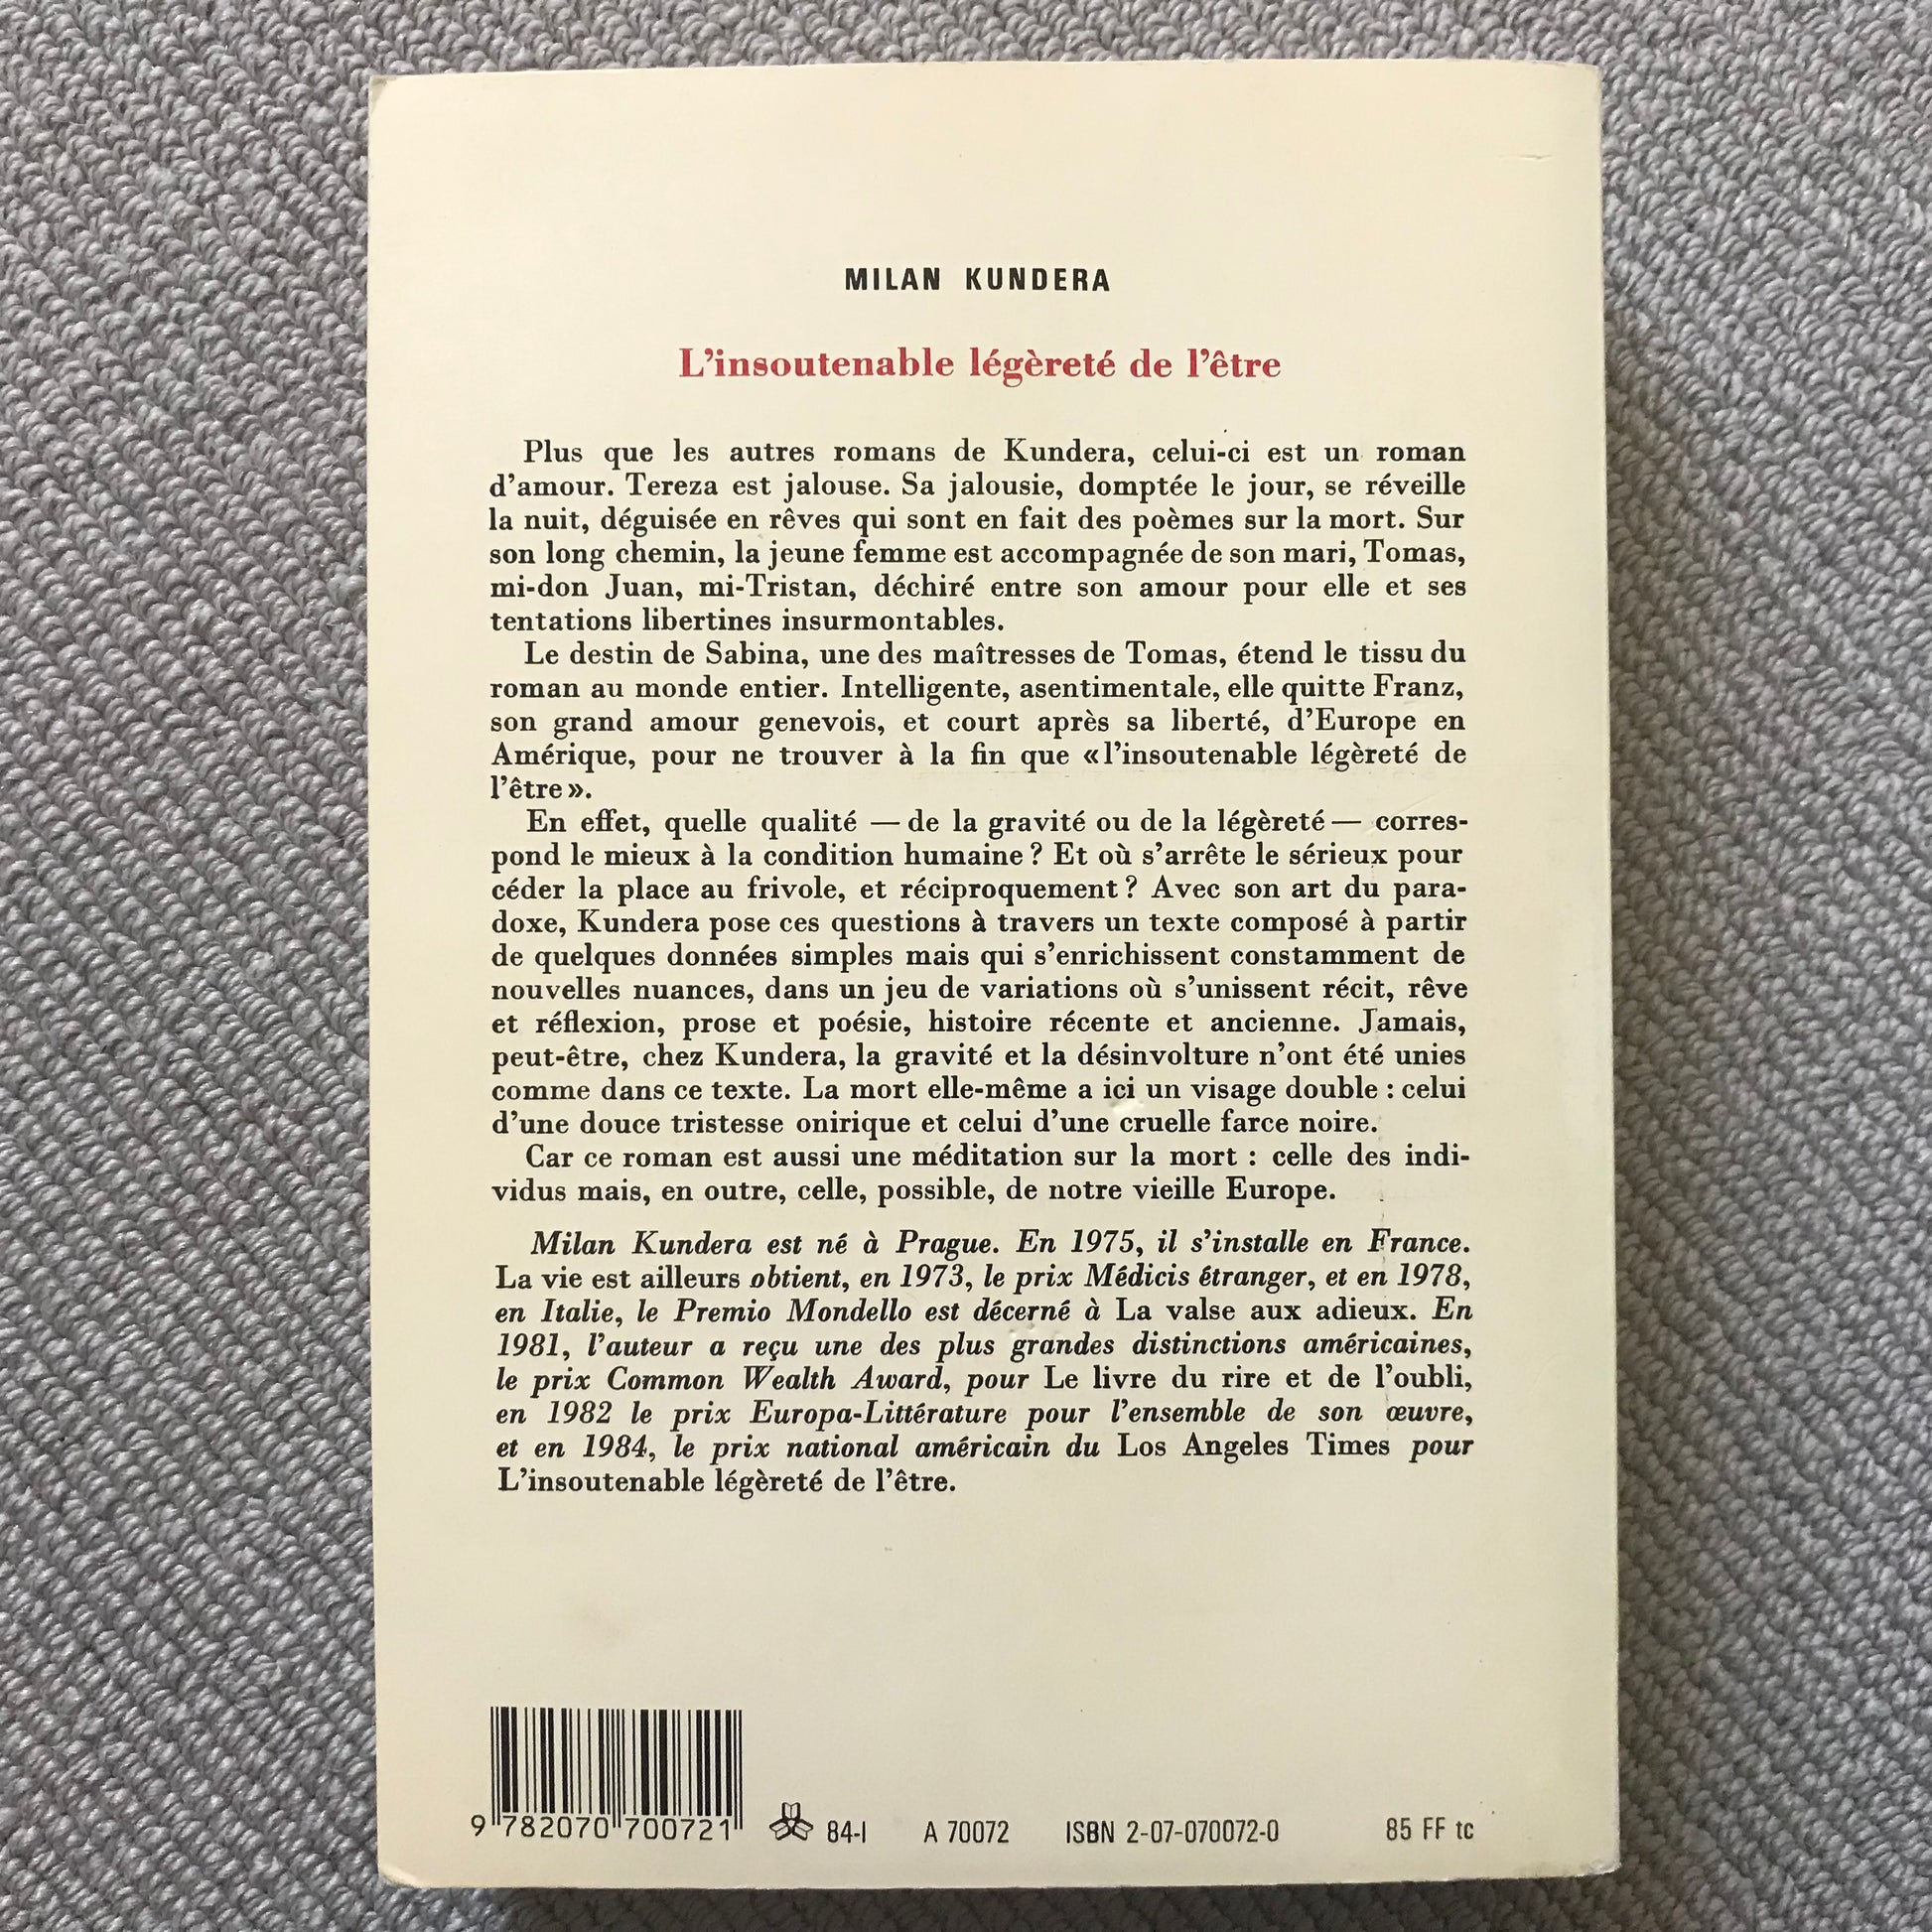 MILAN KUNDERA
L'insoutenable légèreté de l'être
Plus que les autres romans de Kundera, celui-ci est un roman
d'amour. Tereza est jalouse. Sa jalousie, domptée le jour, se réveille
la nuit, déguisée en rêves qui sont en fait des poèmes sur la mort. Sur
son long chemin, la jeune femme est accompagnée de son mari, Tomas,
mi-don Juan, mi-Tristan, déchiré entre son amour pour elle et ses
tentations libertines insurmontables.
Le destin de Sabina, une des maîtresses de Tomas, étend le tissu du
roman au monde entier. Intelligente, asentimentale, elle quitte Franz,
son grand amour genevois, et court après sa liberté, d'Europe en
Amérique, pour ne trouver à la fin que «l'insoutenable légèreté de
l'être».
En effet, quelle qualité — de la gravité ou de la légèreté — corres-
pond le mieux à la condition humaine? Et où s'arrête le sérieux pour
céder la place au frivole, et réciproquement? Avec son art du para-
doxe, Kundera pose ces questions à travers un texte composé à partir
de quelques données simples mais qui s'enrichissent constamment de
nouvelles nuances, dans un jeu de variations où s'unissent récit, rêve
et réflexion, prose et poésie, histoire récente et ancienne. Jamais,
peut-être, chez Kundera, la gravité et la désinvolture n'ont été unies
comme dans ce texte. La mort elle-même a ici un visage double : celui
d'une douce tristesse onirique et celui d'une cruelle farce noire.
Car ce roman est aussi une méditation sur la mort : celle des indi-
vidus mais, en outre, celle, possible, de notre vieille Europe.
Milan Kundera est né à Prague. En 1975, il s'installe en France.
La vie est ailleurs obtient, en 1973, le prix Médicis étranger, et en 1978,
en Italie, le Premio Mondello est décerné à La valse aux adieux. En
1981, l'auteur a reçu une des plus grandes distinctions américaines,
le prix Common Wealth Award, pour Le livre du rire et de l'oubli,
en 1982 le prix Europa-Littérature pour l'ensemble de son œuvre,
et en 1984, le prix national américain du Los Angeles Times pour
L'insoutenable légèreté de l'être.
9 782070 700721 84-I A 70072 ISBN 2-07-070072-0 85 FF tc